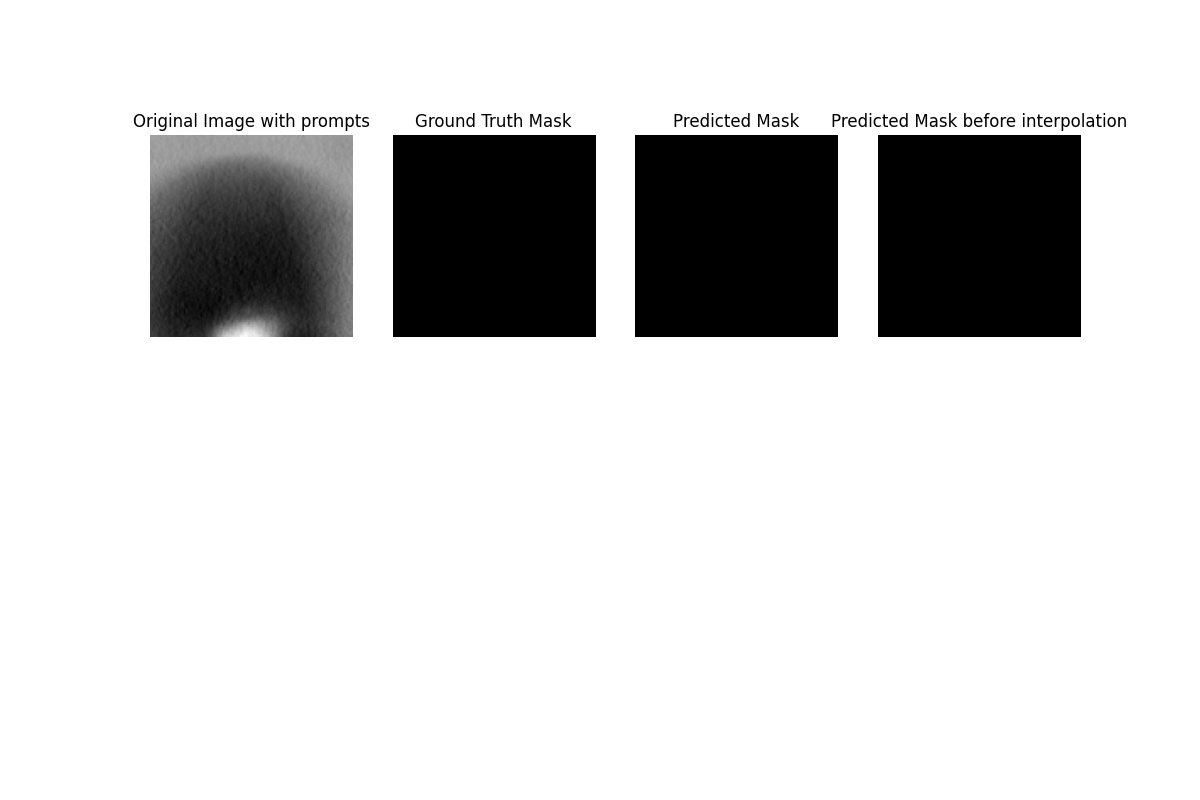 Original Image with prompts
Ground Truth Mask
Predicted Mask
Predicted Mask before interpolation